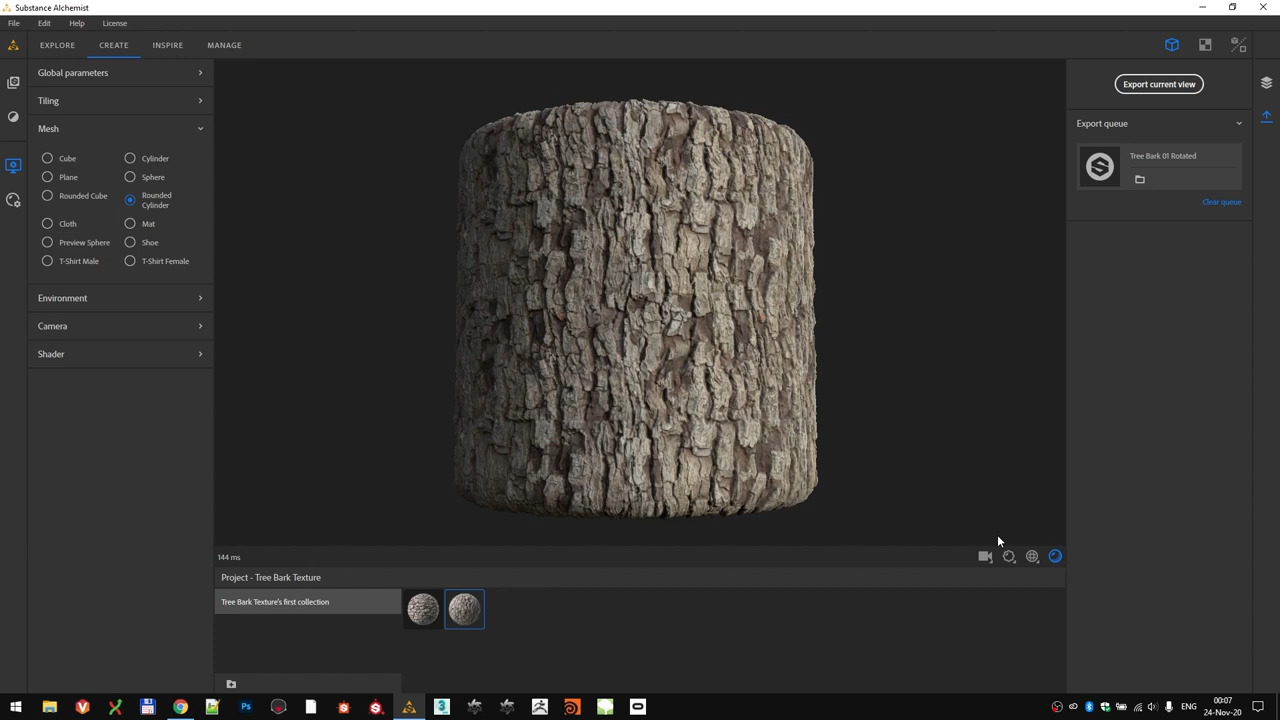 Substance Alchemist
File Edit Help License
EXPLORE CREATE INSPIRE MANAGE
Global parameters
Tiling
Mesh
Cube Cylinder
Plane Sphere
Rounded Cube Rounded
Cylinder
Cloth Mat
Preview Sphere Shoe
T-Shirt Male T-Shirt Female
Environment
Camera
Shader
Export current view
Export queue
Tree Bark 01 Rotated
Clear queue
144 ms
Project - Tree Bark Texture
Tree Bark Texture's first collection
ENG
00:07
24-Nov-20